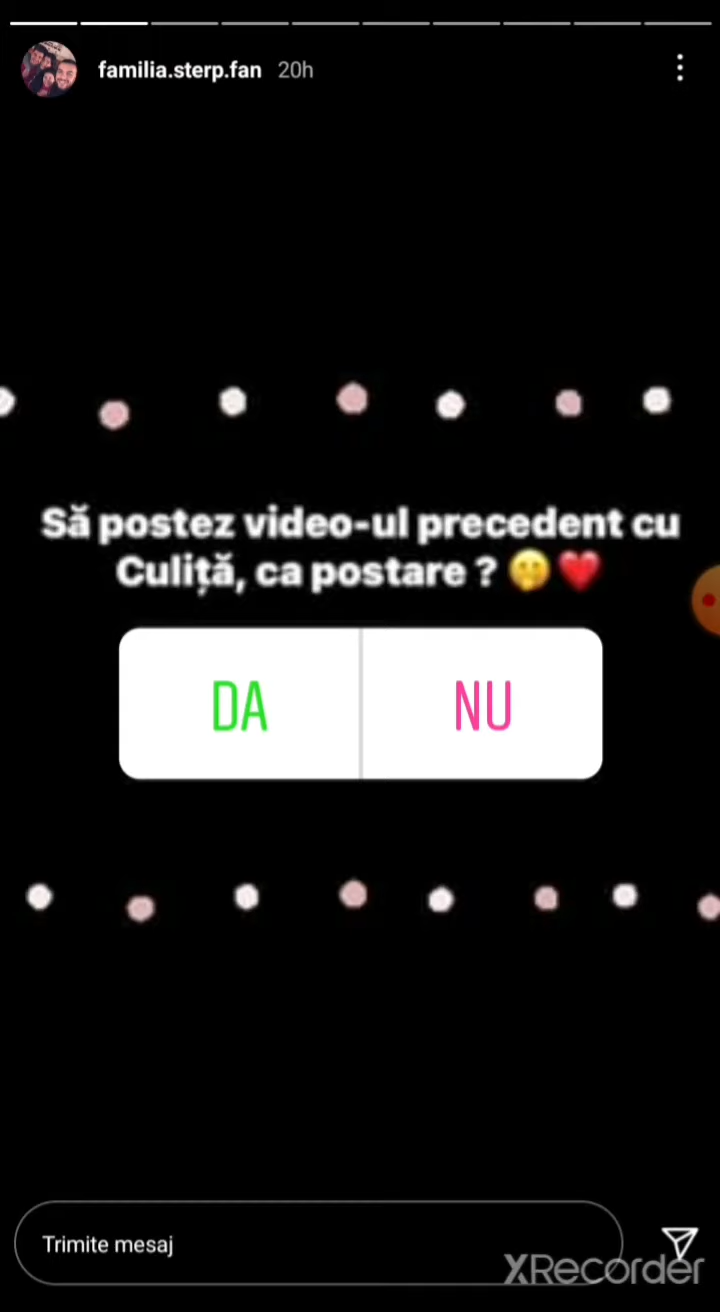 familia.sterp.fan 20h
Să postez video-ul precedent cu
Culiță, ca postare ? 🤭❤️
DA NU
Trimite mesaj
XRecorder